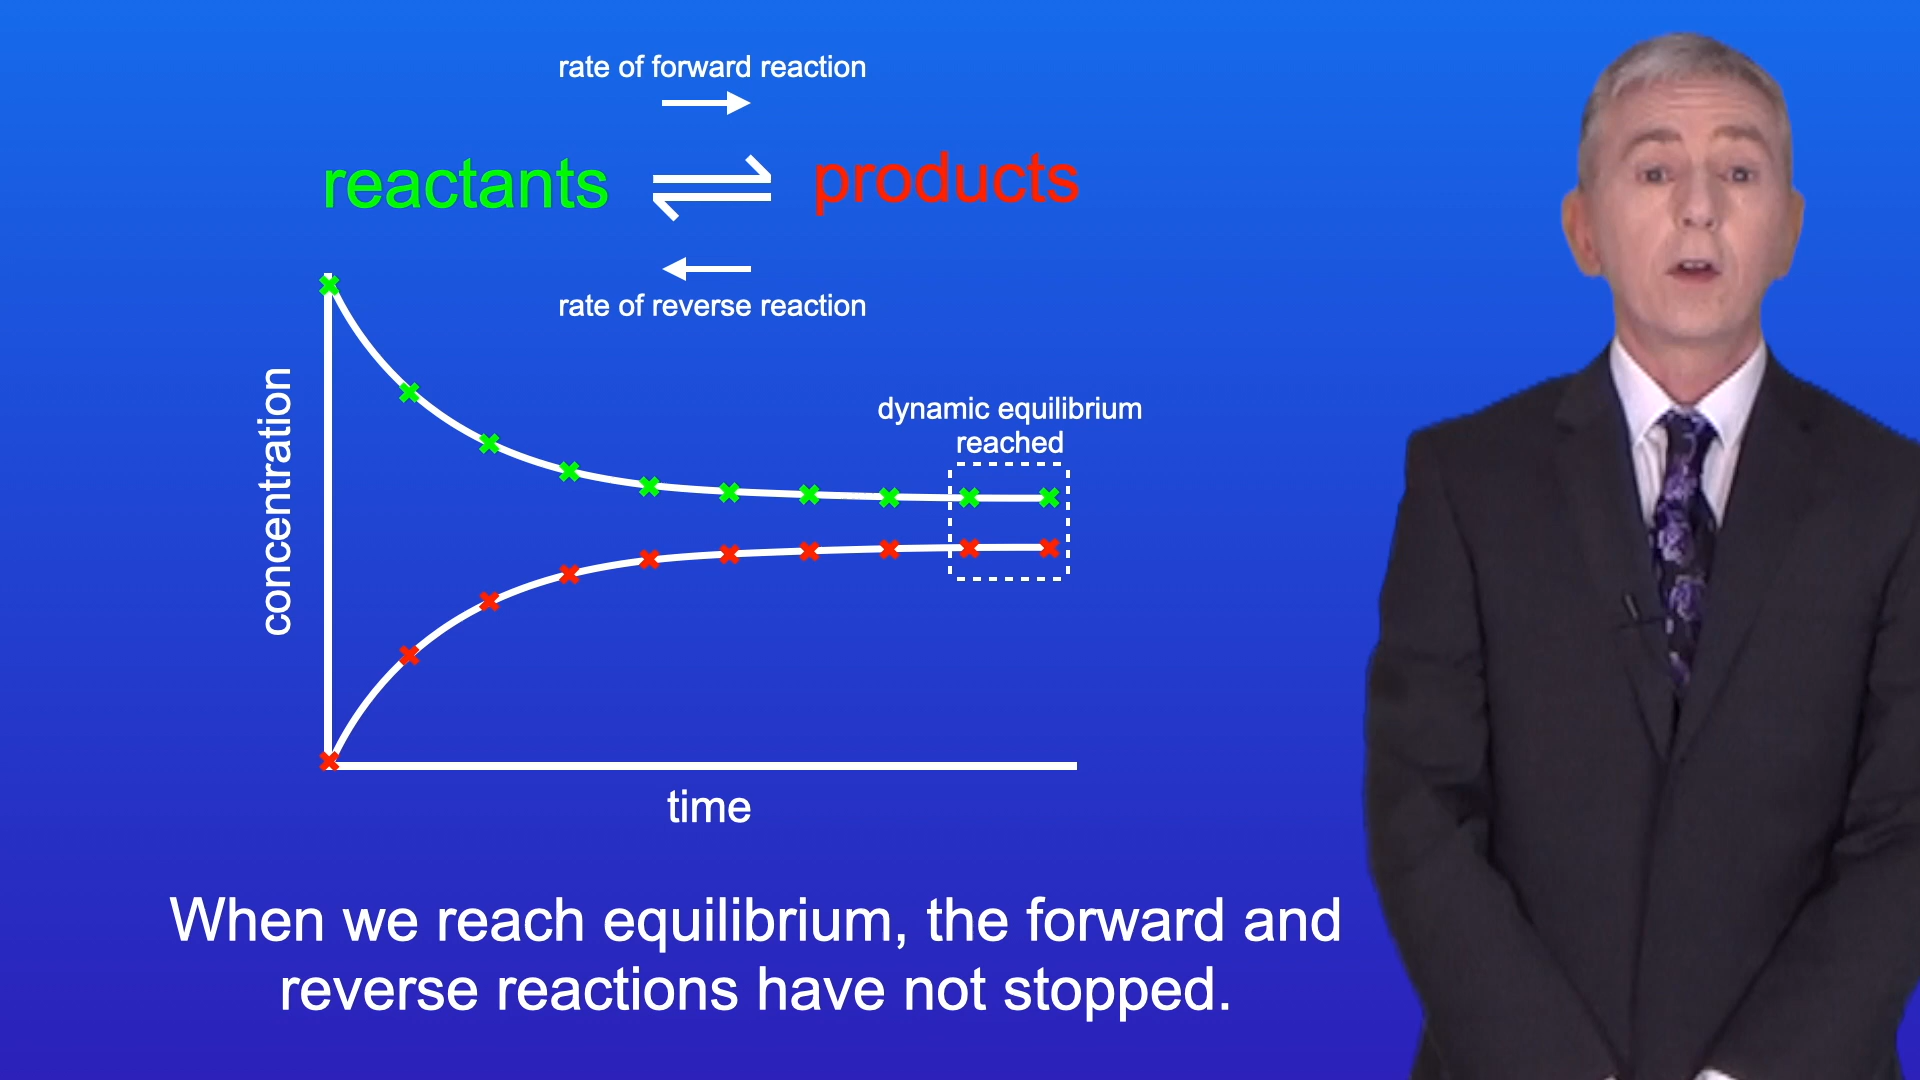 rate of forward reaction
reactants ⇌ products
rate of reverse reaction
concentration
dynamic equilibrium
reached
time
When we reach equilibrium, the forward and
reverse reactions have not stopped.